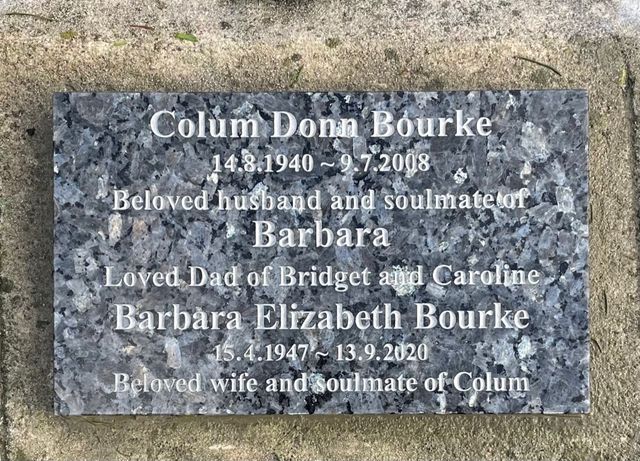 Colum Donn Bourke
14.8.1940 ~ 9.7.2008
Beloved husband and soulmate of
Barbara
Loved Dad of Bridget and Caroline
Barbara Elizabeth Bourke
15.4.1947 ~ 13.9.2020
Beloved wife and soulmate of Colum